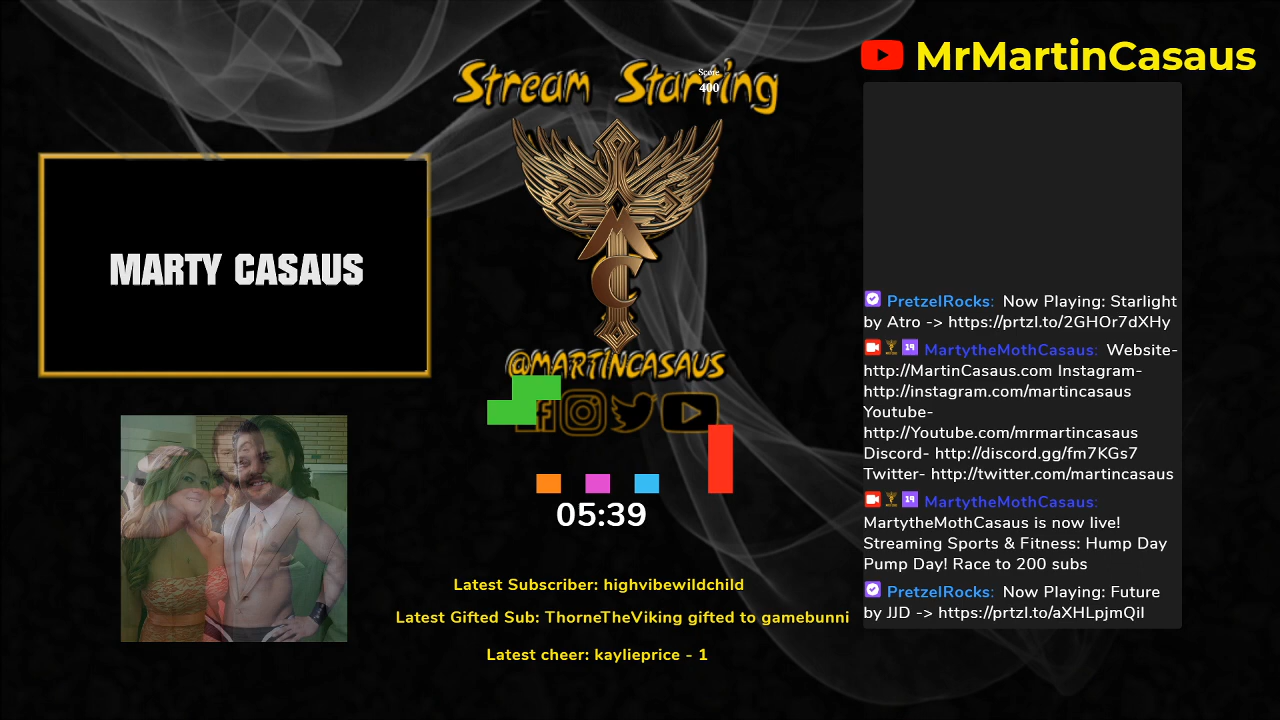 MrMartinCasaus
Stream Starting
Score
400
MARTY CASAUS
MC
@MARTINCASAUS
05:39
Latest Subscriber: highvibewildchild
Latest Gifted Sub: ThorneTheViking gifted to gamebunni
Latest cheer: kaylieprice - 1
PretzelRocks: Now Playing: Starlight
by Atro -> https://prtzl.to/2GHOr7dXHy
19 MartytheMothCasaus: Website-
http://MartinCasaus.com Instagram-
http://instagram.com/martincasaus
Youtube-
http://Youtube.com/mrmartincasaus
Discord- http://discord.gg/fm7KGs7
Twitter- http://twitter.com/martincasaus
19 MartytheMothCasaus:
MartytheMothCasaus is now live!
Streaming Sports & Fitness: Hump Day
Pump Day! Race to 200 subs
PretzelRocks: Now Playing: Future
by JJD -> https://prtzl.to/aXHLpjmQil